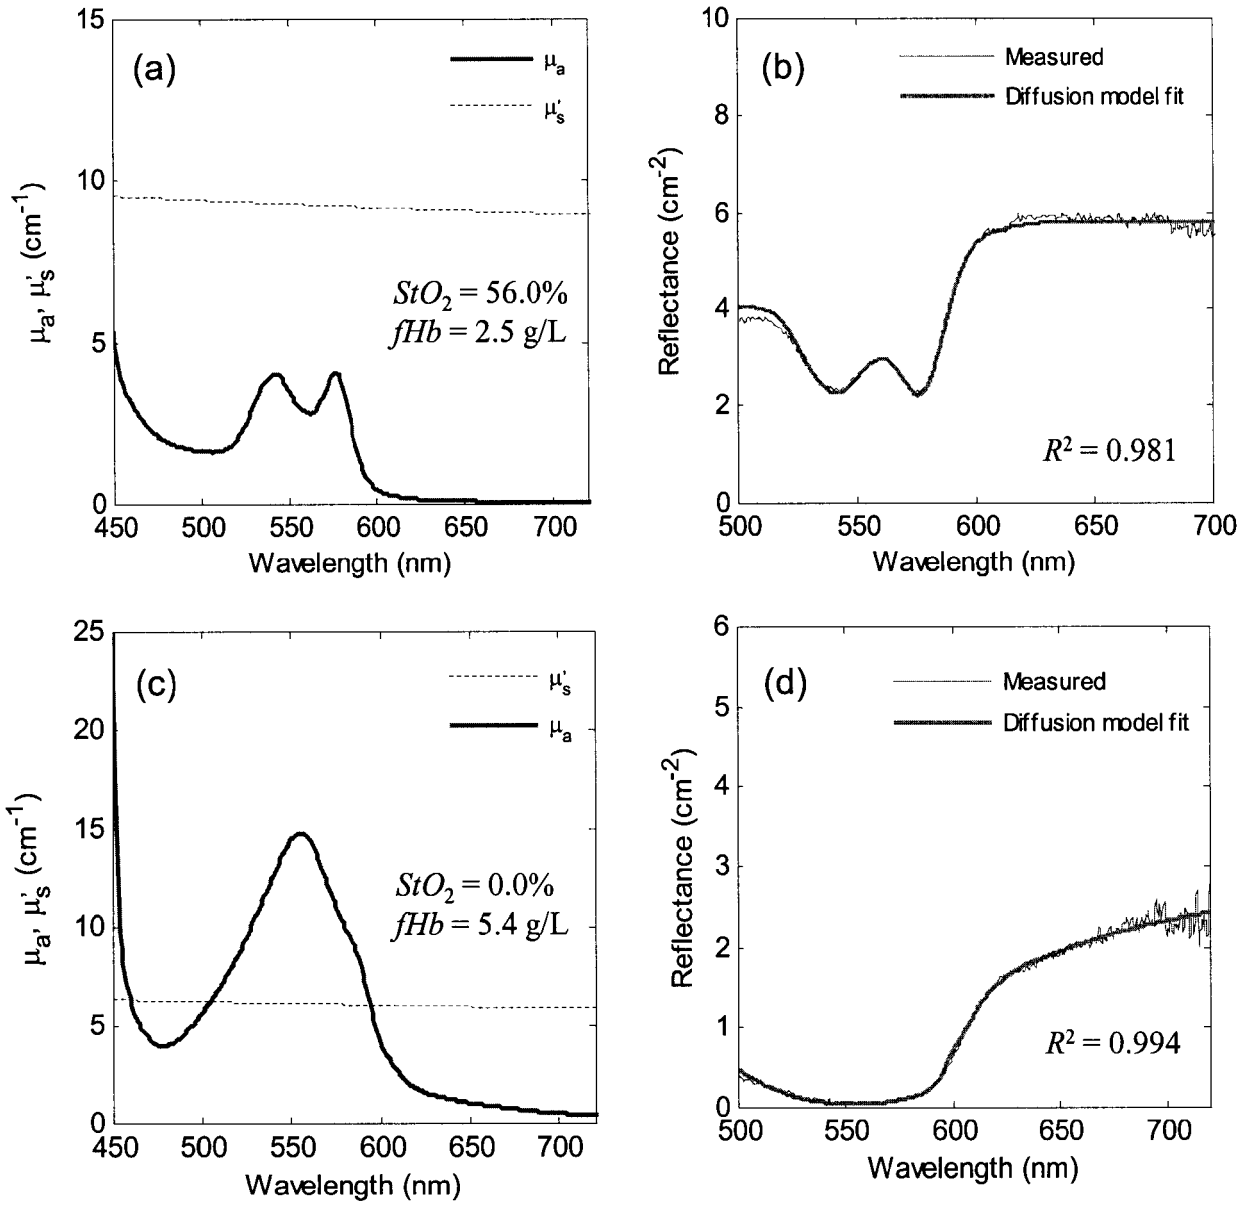 (a)
μa
μ's
15
10
5
0
μa, μ's (cm-1)
StO2 = 56.0%
fHb = 2.5 g/L
450 500 550 600 650 700
Wavelength (nm)
(b)
Measured
Diffusion model fit
10
8
6
4
2
0
Reflectance (cm-2)
R2 = 0.981
500 550 600 650 700
Wavelength (nm)
(c)
μ's
μa
25
20
15
10
5
0
μa, μ's (cm-1)
StO2 = 0.0%
fHb = 5.4 g/L
450 500 550 600 650 700
Wavelength (nm)
(d)
Measured
Diffusion model fit
6
5
4
3
2
1
0
Reflectance (cm-2)
R2 = 0.994
500 550 600 650 700
Wavelength (nm)